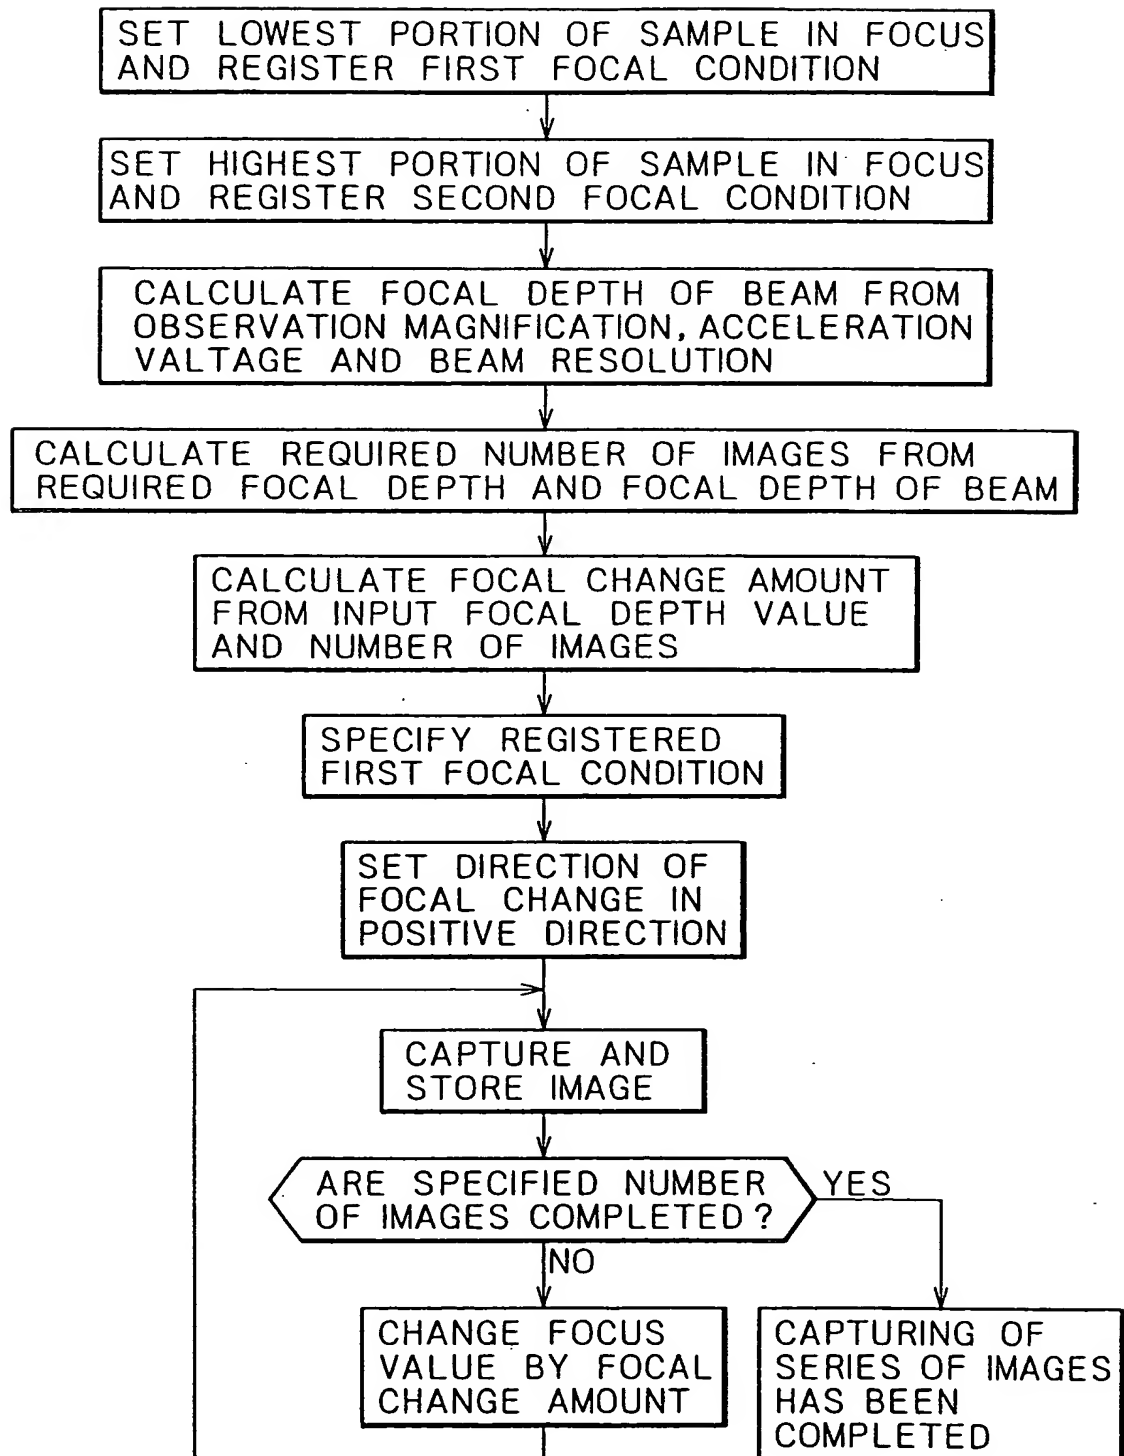 SET LOWEST PORTION OF SAMPLE IN FOCUS
AND REGISTER FIRST FOCAL CONDITION
SET HIGHEST PORTION OF SAMPLE IN FOCUS
AND REGISTER SECOND FOCAL CONDITION
CALCULATE FOCAL DEPTH OF BEAM FROM
OBSERVATION MAGNIFICATION, ACCELERATION
VALTAGE AND BEAM RESOLUTION
CALCULATE REQUIRED NUMBER OF IMAGES FROM
REQUIRED FOCAL DEPTH AND FOCAL DEPTH OF BEAM
CALCULATE FOCAL CHANGE AMOUNT
FROM INPUT FOCAL DEPTH VALUE
AND NUMBER OF IMAGES
SPECIFY REGISTERED
FIRST FOCAL CONDITION
SET DIRECTION OF
FOCAL CHANGE IN
POSITIVE DIRECTION
CAPTURE AND
STORE IMAGE
ARE SPECIFIED NUMBER
OF IMAGES COMPLETED?
YES
NO
CHANGE FOCUS
VALUE BY FOCAL
CHANGE AMOUNT
CAPTURING OF
SERIES OF IMAGES
HAS BEEN
COMPLETED